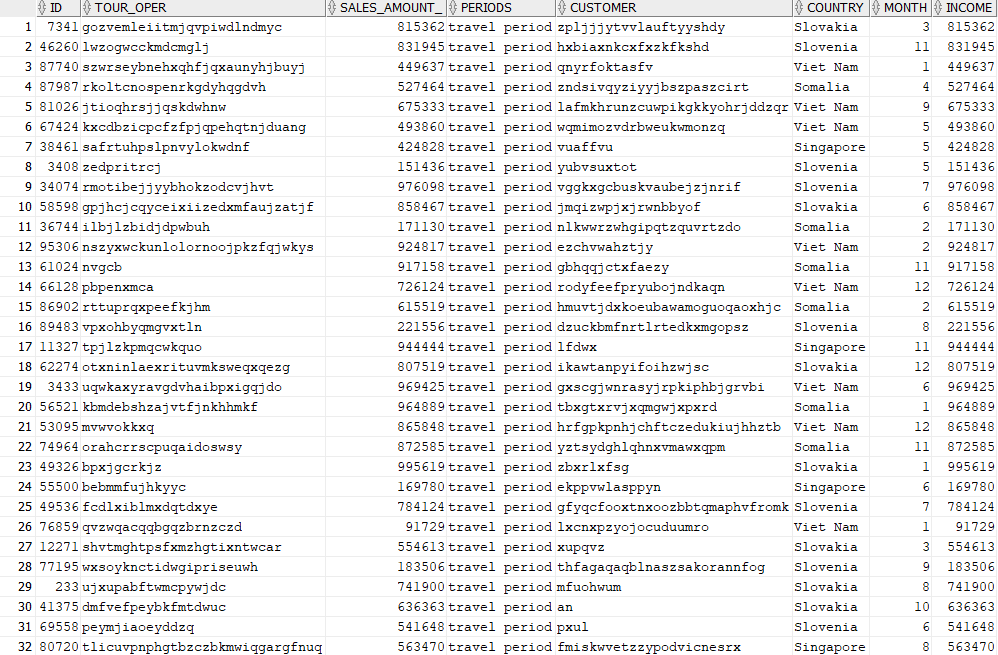 ID TOUR_OPER SALES_AMOUNT_ PERIODS CUSTOMER COUNTRY MONTH INCOME
1 7341 gozvemleiitmjqvpiwdlndmyc 815362 travel period zpljjjytvvlauftyyshdy Slovakia 3 815362
2 46260 lwzogwcckmdcmglj 831945 travel period hxbiaxnkcxfxzkfkshd Slovenia 11 831945
3 87740 szwrseybnehxqhfjqxaunyhjbuyj 449637 travel period qnyrfoktasfv Viet Nam 1 449637
4 87987 rkoltcnospenrkgdyhqgdvh 527464 travel period zndsivqyziyyjbszpaszcirt Somalia 4 527464
5 81026 jtioqhrsjjqskdwhnw 675333 travel period lafmkhrunzcuwpikgkkyohrjddzqr Viet Nam 9 675333
6 67424 kxcdbzicpcfzfpjqpehqtnjduang 493860 travel period wqmimozvdrbweukwmonzq Viet Nam 5 493860
7 38461 safrtuhpslpnvylokwdnf 424828 travel period vuaffvu Singapore 5 424828
8 3408 zedpritrcj 151436 travel period yubvsuxtot Slovenia 5 151436
9 34074 rmotibejjyybhokzodcvjhvt 976098 travel period vggkxgcbuskvaubejzjnrif Slovenia 7 976098
10 58598 gpjhcjcqyceixiizedxmfaujzatjf 858467 travel period jmqizwpjxjrwnbbyof Slovakia 6 858467
11 36744 ilbjlzbidjdpwbuh 171130 travel period nlkwwrzwhgipqtzquvrtzdo Somalia 2 171130
12 95306 nszyxwckunlolornoojpkzfqjwkys 924817 travel period ezchvwahztjy Viet Nam 2 924817
13 61024 nvgcb 917158 travel period gbhqqjctxfaezy Somalia 11 917158
14 66128 pbpenxmca 726124 travel period rodyfeefpryubojndkaqn Viet Nam 12 726124
15 86902 rttuprqxpeefkjhm 615519 travel period hmuvtjdxkoeubawamoguoqaoxhjc Somalia 2 615519
16 89483 vpxohbyqmgvxtln 221556 travel period dzuckbmfnrtlrtedkxmgopsz Slovenia 8 221556
17 11327 tpjlzkpmqcwkquo 944444 travel period lfdwx Singapore 11 944444
18 62274 otxninlaexrituvmksweqxqezg 807519 travel period ikawtanpyifoihzwjsc Slovakia 12 807519
19 3433 uqwkaxyravgdvhaibpxigqjdo 969425 travel period gxscgjwnrasyjrpkiphbjgrvbi Viet Nam 6 969425
20 56521 kbmdebshzajvtfjnkhhmkf 964889 travel period tbxgtxrvjxqmgwjxpxrd Somalia 1 964889
21 53095 mvwvokkxq 865848 travel period hrfgpkpnhjchftczedukiujhhztb Viet Nam 12 865848
22 74964 orahcrrscpuqaidoswsy 872585 travel period yztsydghlqhnxvmawxqpm Somalia 11 872585
23 49326 bpxjgcrkjz 995619 travel period zbxrlxfsg Slovakia 1 995619
24 55500 bebmmfujhkyyc 169780 travel period ekppvwlasppyn Singapore 6 169780
25 49536 fcdlxiblmxdqtdxye 784124 travel period gfyqcfooxtnxoozbbtqmaphvfromk Slovenia 7 784124
26 76859 qvzwqacqqbgqzbrnzczd 91729 travel period lxcnxpzyojocuduumro Viet Nam 1 91729
27 12271 shvtmghtpsfxmzhgtixntwcar 554613 travel period xupqvz Slovakia 3 554613
28 77195 wxsoyknctidwgipriseuwh 183506 travel period thfagaqaqblnaszsakorannfog Slovenia 9 183506
29 233 ujxupabftwmcpywjdc 741900 travel period mfuohwum Slovakia 8 741900
30 41375 dmfvefpeybkfmtdwuc 636363 travel period an Slovakia 10 636363
31 69558 peymjiaoeyddzq 541648 travel period pxul Slovenia 6 541648
32 80720 tlicuvpnphgtbzczbkmwiqgargfnuq 563470 travel period fmiskwvetzzypodvicnesrx Singapore 8 563470